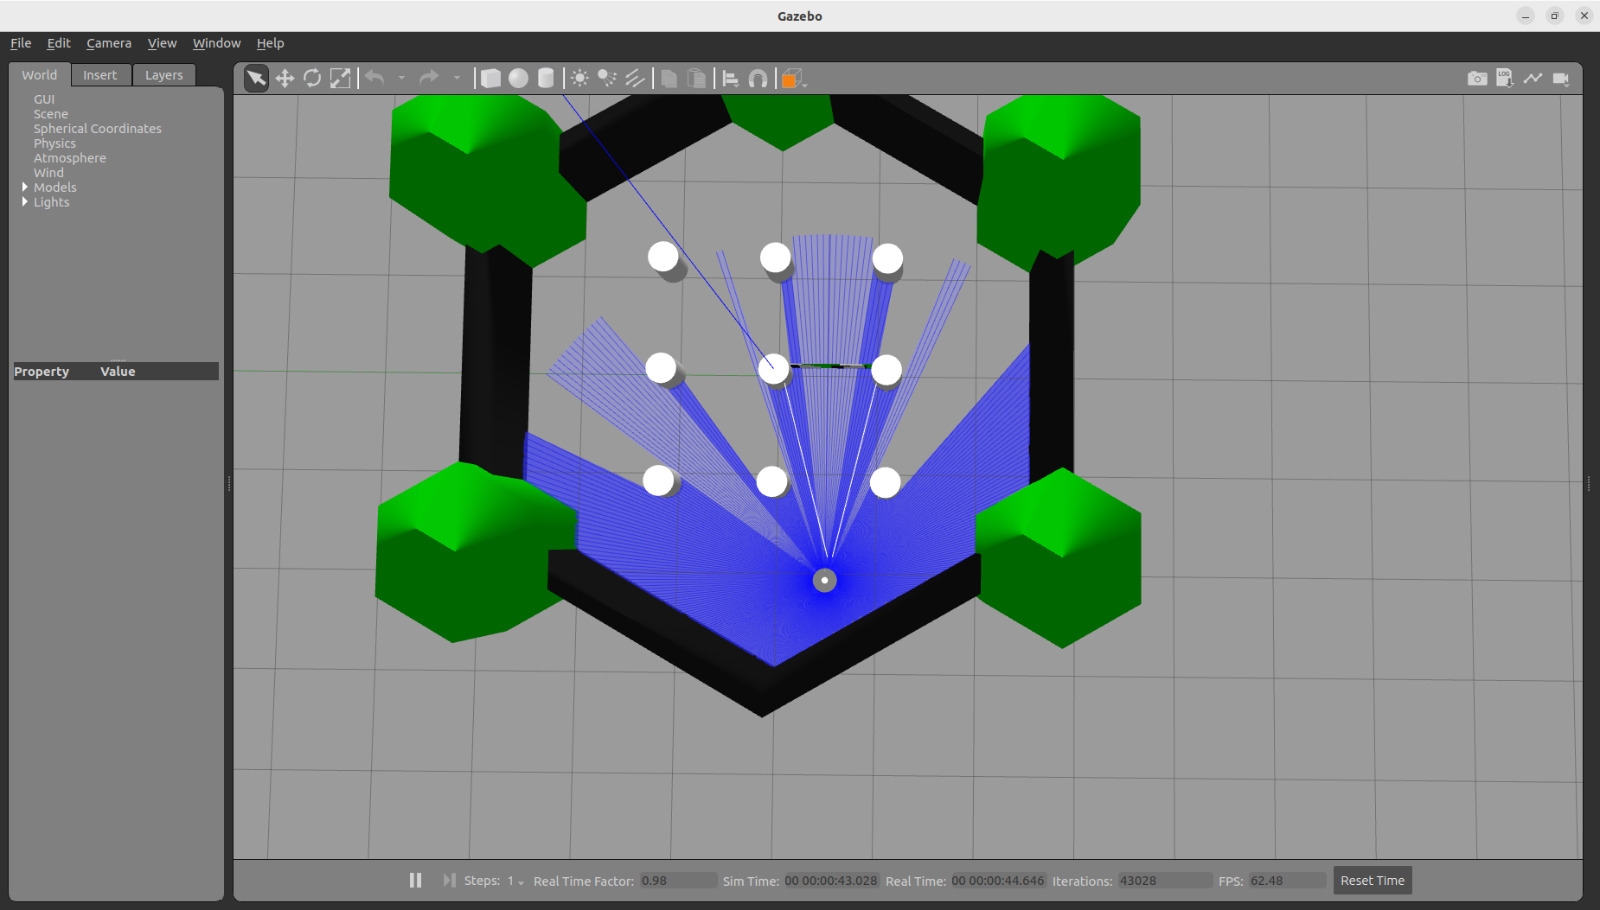 Gazebo
File Edit Camera View Window Help
World Insert Layers
GUI
Scene
Spherical Coordinates
Physics
Atmosphere
Wind
Models
Lights
Property Value
LOG
Steps: 1 Real Time Factor: 0.98 Sim Time: 00 00:00:43.028 Real Time: 00 00:00:44.646 Iterations: 43028 FPS: 62.48 Reset Time